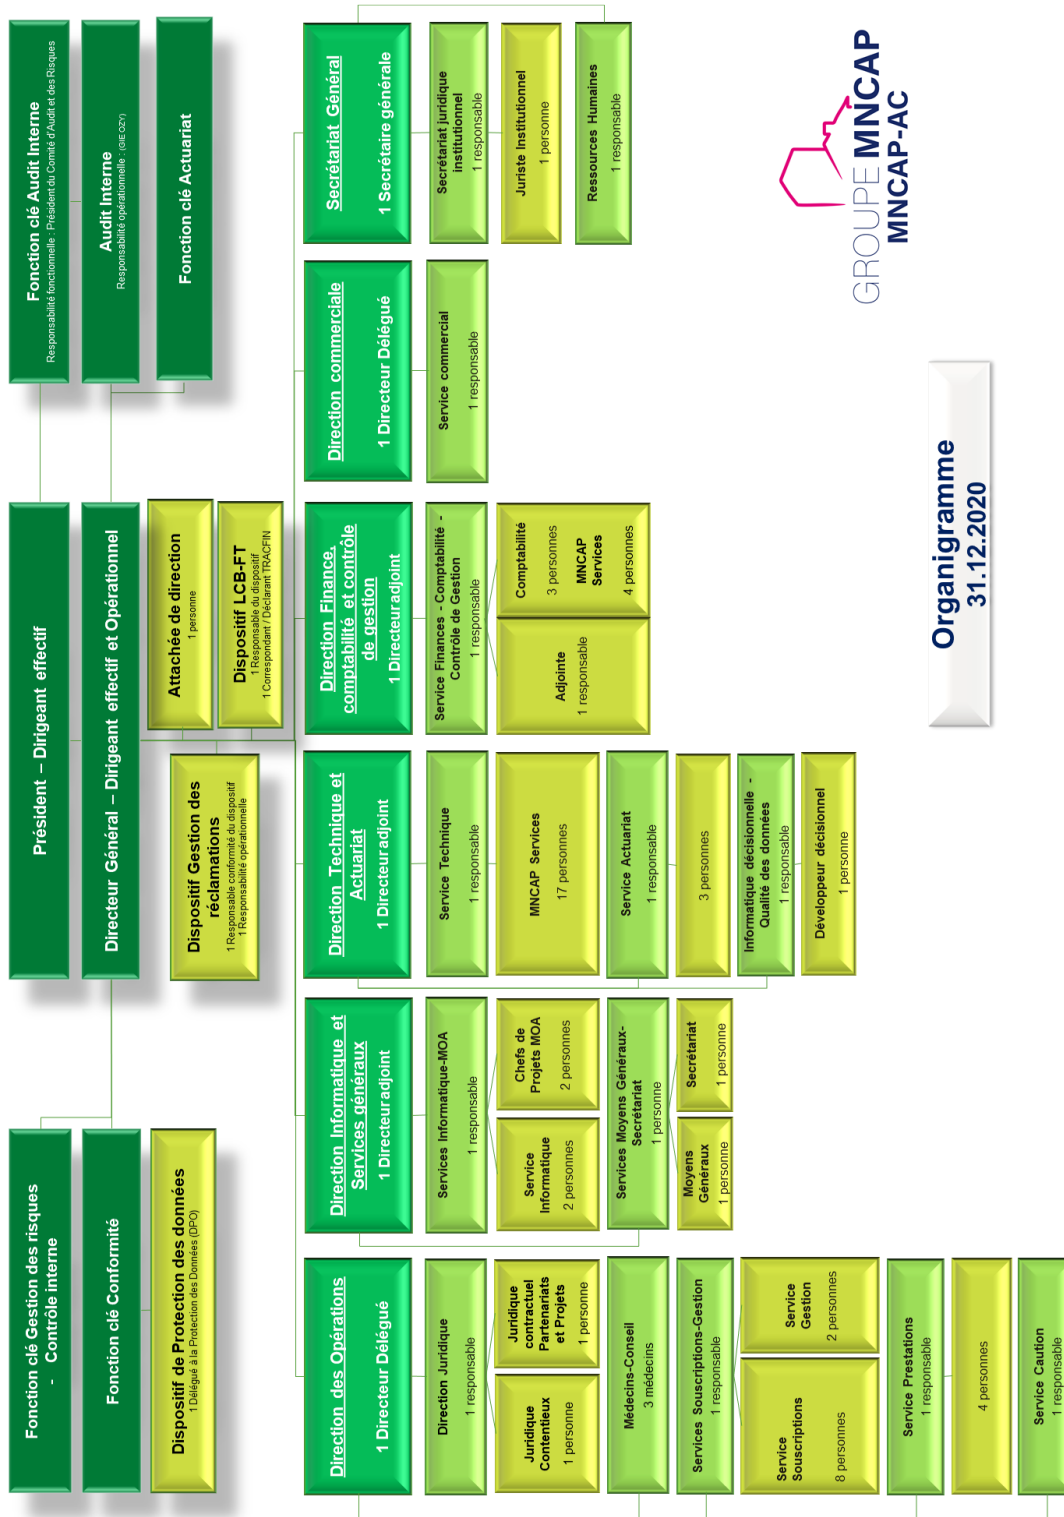 Fonction clé Gestion des risques
- Contrôle interne
Fonction clé Conformité
Dispositif de Protection des données
1 Délégué à la Protection des Données (DPO)
Président – Dirigeant effectif
Directeur Général – Dirigeant effectif et Opérationnel
Fonction clé Audit Interne
Responsabilité fonctionnelle : Président du Comité d'Audit et des Risques
Audit Interne
Responsabilité opérationnelle : (GIE OZY)
Fonction clé Actuariat
Dispositif Gestion des
réclamations
1 Responsable conformité du dispositif
1 Responsabilité opérationnelle
Attachée de direction
1 personne
Dispositif LCB-FT
1 Responsable du dispositif
1 Correspondant / Déclarant TRACFIN
Direction des Opérations
1 Directeur Délégué
Direction Juridique
1 responsable
Juridique
Contentieux
1 personne
Juridique
contractuel
Partenariats
et Projets
1 personne
Médecins-Conseil
3 médecins
Services Souscriptions-Gestion
1 responsable
Service
Souscriptions
8 personnes
Service
Gestion
2 personnes
Service Prestations
1 responsable
4 personnes
Service Caution
1 responsable
Direction Informatique et
Services généraux
1 Directeur adjoint
Services Informatique-MOA
1 responsable
Service
Informatique
2 personnes
Chefs de
Projets MOA
2 personnes
Services Moyens Généraux-
Secrétariat
1 personne
Moyens
Généraux
1 personne
Secrétariat
1 personne
Direction Technique et
Actuariat
1 Directeur adjoint
Service Technique
1 responsable
MNCAP Services
17 personnes
Service Actuariat
1 responsable
3 personnes
Informatique décisionnelle -
Qualité des données
1 responsable
Développeur décisionnel
1 personne
Direction Finance,
comptabilité et contrôle
de gestion
1 Directeur adjoint
Service Finances - Comptabilité -
Contrôle de Gestion
1 responsable
Adjointe
1 responsable
Comptabilité
3 personnes
MNCAP
Services
4 personnes
Direction commerciale
1 Directeur Délégué
Service commercial
1 responsable
Secrétariat Général
1 Secrétaire générale
Secrétariat juridique
institutionnel
1 responsable
Juriste Institutionnel
1 personne
Ressources Humaines
1 responsable
Organigramme
31.12.2020
GROUPE MNCAP
MNCAP-AC